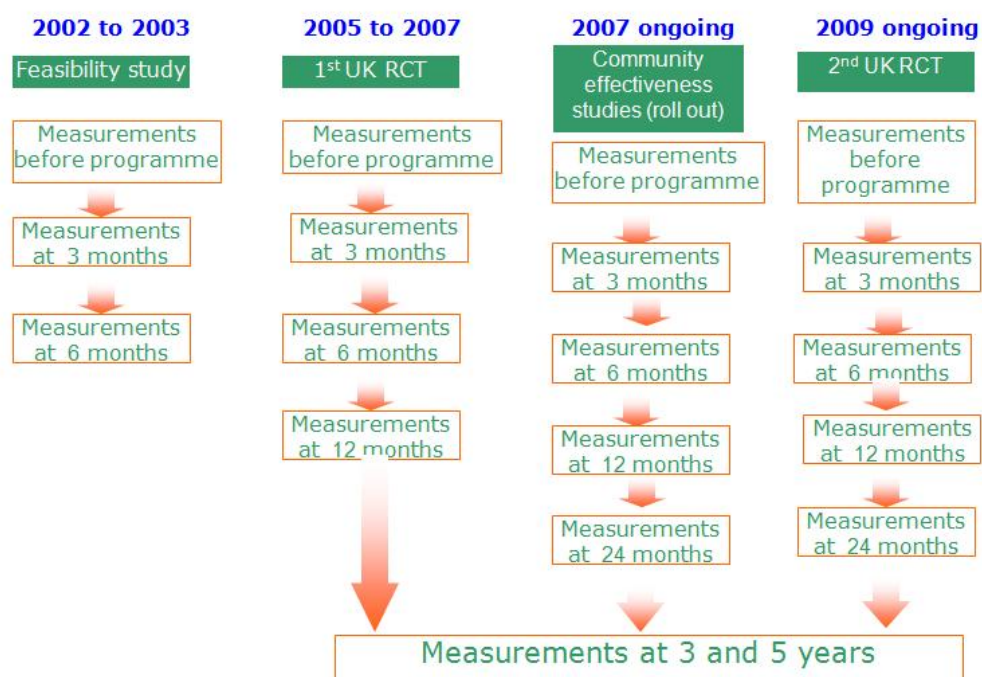 2002 to 2003
Feasibility study
Measurements
before programme
Measurements
at 3 months
Measurements
at 6 months
2005 to 2007
1st UK RCT
Measurements
before programme
Measurements
at 3 months
Measurements
at 6 months
Measurements
at 12 months
2007 ongoing
Community
effectiveness
studies (roll out)
Measurements
before programme
Measurements
at 3 months
Measurements
at 6 months
Measurements
at 12 months
Measurements
at 24 months
2009 ongoing
2nd UK RCT
Measurements
before
programme
Measurements
at 3 months
Measurements
at 6 months
Measurements
at 12 months
Measurements
at 24 months
Measurements at 3 and 5 years